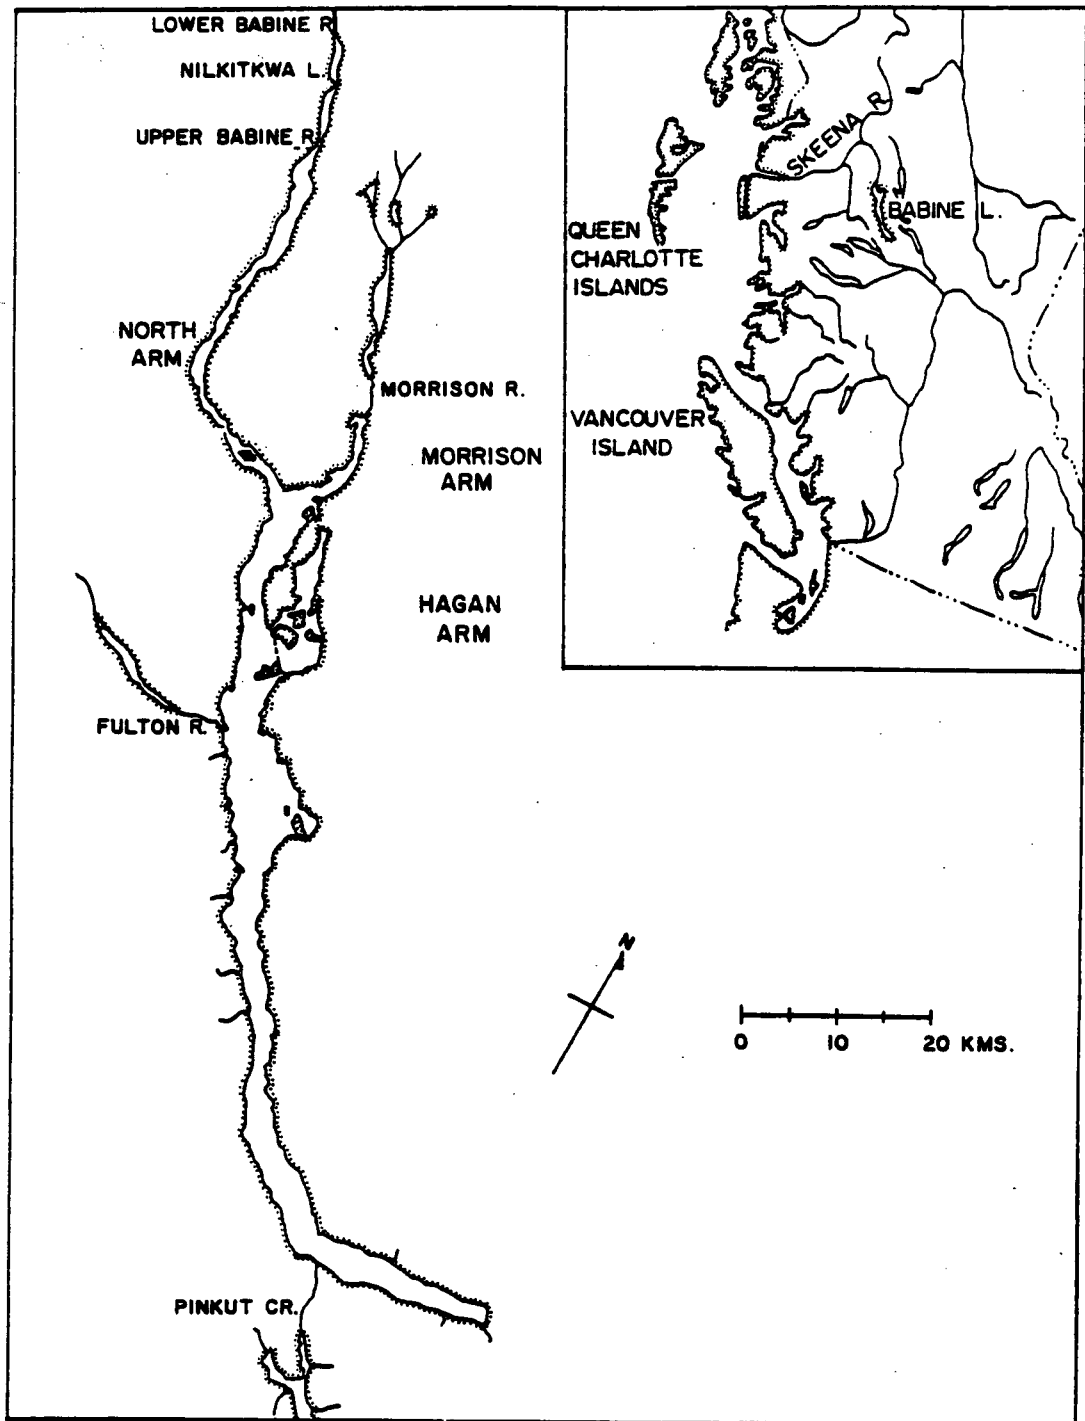 LOWER BABINE R
NILKITKWA L.
UPPER BABINE R.
NORTH
ARM
MORRISON R.
MORRISON
ARM
HAGAN
ARM
FULTON R.
PINKUT CR.
N
0 10 20 KMS.
SKEENA R.
BABINE L.
QUEEN
CHARLOTTE
ISLANDS
VANCOUVER
ISLAND